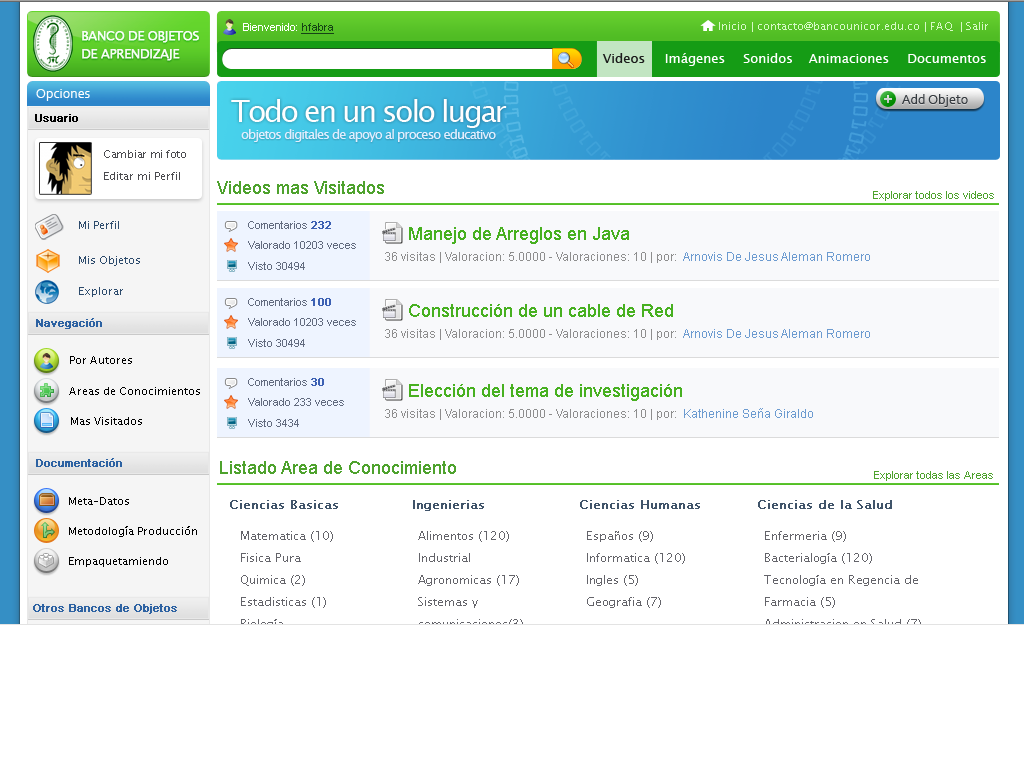 BANCO DE OBJETOS
DE APRENDIZAJE
Bienvenido: hfabra
Inicio | contacto@bancounicor.edu.co | FAQ | Salir
Videos Imágenes Sonidos Animaciones Documentos
Opciones
Usuario
Cambiar mi foto
Editar mi Perfil
Mi Perfil
Mis Objetos
Explorar
Navegación
Por Autores
Areas de Conocimientos
Mas Visitados
Documentación
Meta-Datos
Metodología Producción
Empaquetamiendo
Otros Bancos de Objetos
Todo en un solo lugar
objetos digitales de apoyo al proceso educativo
Add Objeto
Videos mas Visitados
Explorar todos los videos
Comentarios 232
Valorado 10203 veces
Visto 30494
Manejo de Arreglos en Java
36 visitas | Valoracion: 5.0000 - Valoraciones: 10 | por: Arnovis De Jesus Aleman Romero
Comentarios 100
Valorado 10203 veces
Visto 30494
Construcción de un cable de Red
36 visitas | Valoracion: 5.0000 - Valoraciones: 10 | por: Arnovis De Jesus Aleman Romero
Comentarios 30
Valorado 233 veces
Visto 3434
Elección del tema de investigación
36 visitas | Valoracion: 5.0000 - Valoraciones: 10 | por: Kathenine Seña Giraldo
Listado Area de Conocimiento
Explorar todas las Areas
Ciencias Basicas
Matematica (10)
Fisica Pura
Quimica (2)
Estadisticas (1)
Biología
Ingenierias
Alimentos (120)
Industrial
Agronomicas (17)
Sistemas y
comunicaciones(3)
Ciencias Humanas
Españos (9)
Informatica (120)
Ingles (5)
Geografia (7)
Ciencias de la Salud
Enfermeria (9)
Bacterialogía (120)
Tecnología en Regencia de
Farmacia (5)
Administracion en Salud (7)